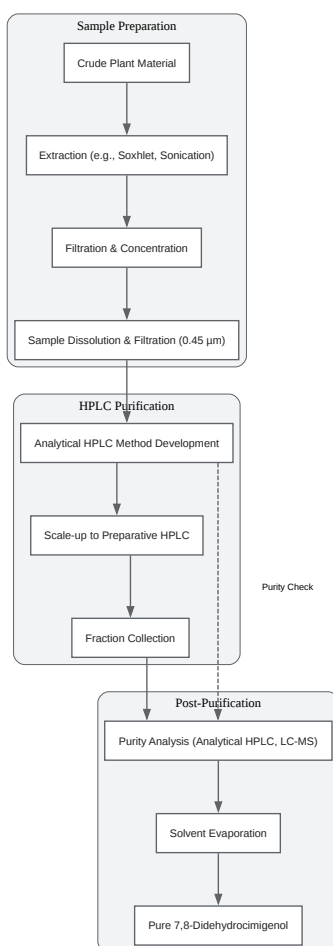 Sample Preparation
Crude Plant Material
Extraction (e.g., Soxhlet, Sonication)
Filtration & Concentration
Sample Dissolution & Filtration (0.45 µm)
HPLC Purification
Analytical HPLC Method Development
Scale-up to Preparative HPLC
Purity Check
Fraction Collection
Post-Purification
Purity Analysis (Analytical HPLC, LC-MS)
Solvent Evaporation
Pure 7,8-Didehydrocimigenol